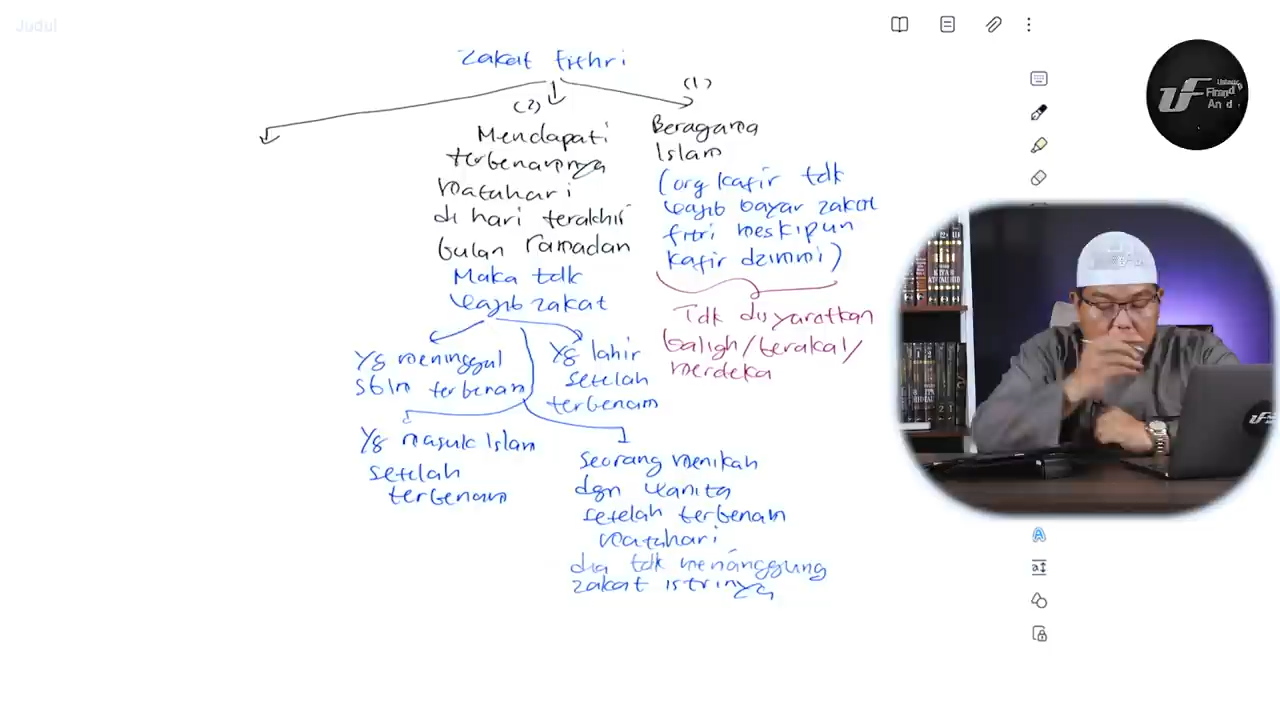 Judul
Zakat fithri
(1)
Beragama
Islam
(org kafir tdk
wajib bayar zakat
fitri meskipun
kafir dzimmi)
Tdk disyaratkan
baligh/berakal/
merdeka
(2)
Mendapati
terbenamnya
matahari
di hari terakhir
bulan ramadan
Maka tdk
wajib zakat
Yg meninggal
sblm terbenam
Yg lahir
setelah
terbenam
Yg masuk Islam
setelah
terbenam
Seorang menikah
dgn wanita
setelah terbenam
matahari
dia tdk menanggung
zakat istrinya
UF